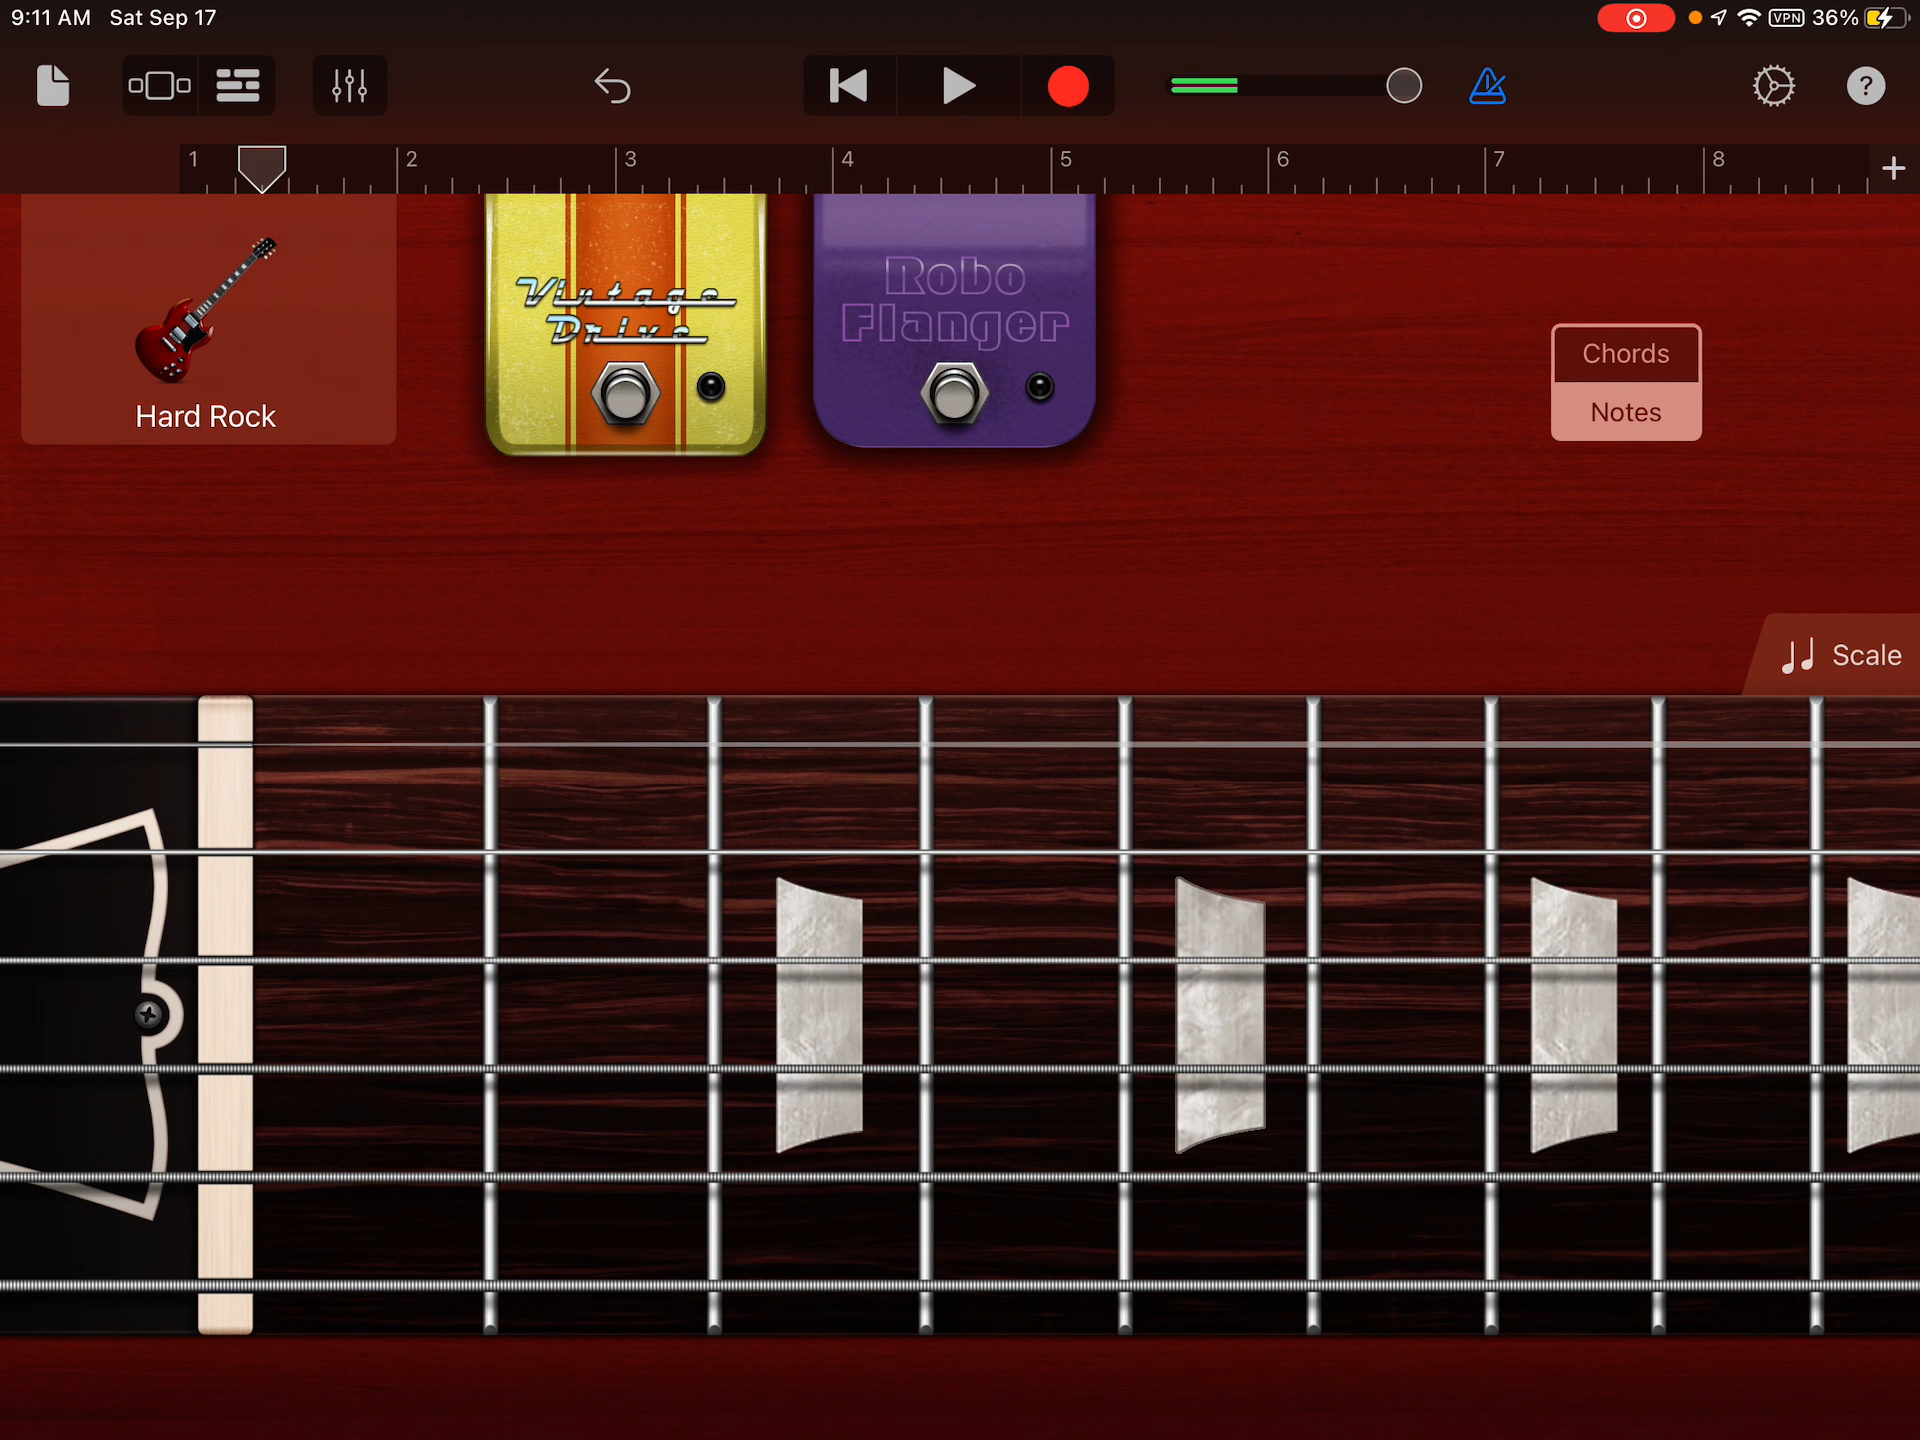 9:11 AM Sat Sep 17
VPN 36%
?
1 2 3 4 5 6 7 8 +
Vintage
Drive
Robo
Flanger
Chords
Notes
Hard Rock
Scale